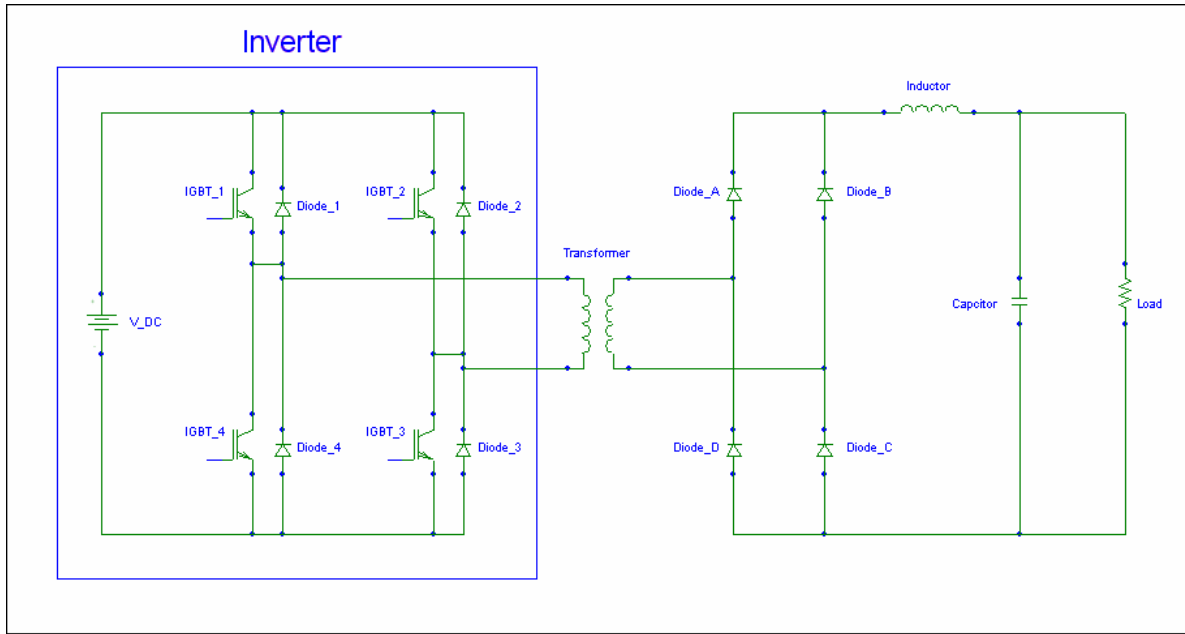 Inverter
Inductor
IGBT_1
Diode_1
IGBT_2
Diode_2
Diode_A
Diode_B
Transformer
V_DC
Capcitor
Load
IGBT_4
Diode_4
IGBT_3
Diode_3
Diode_D
Diode_C